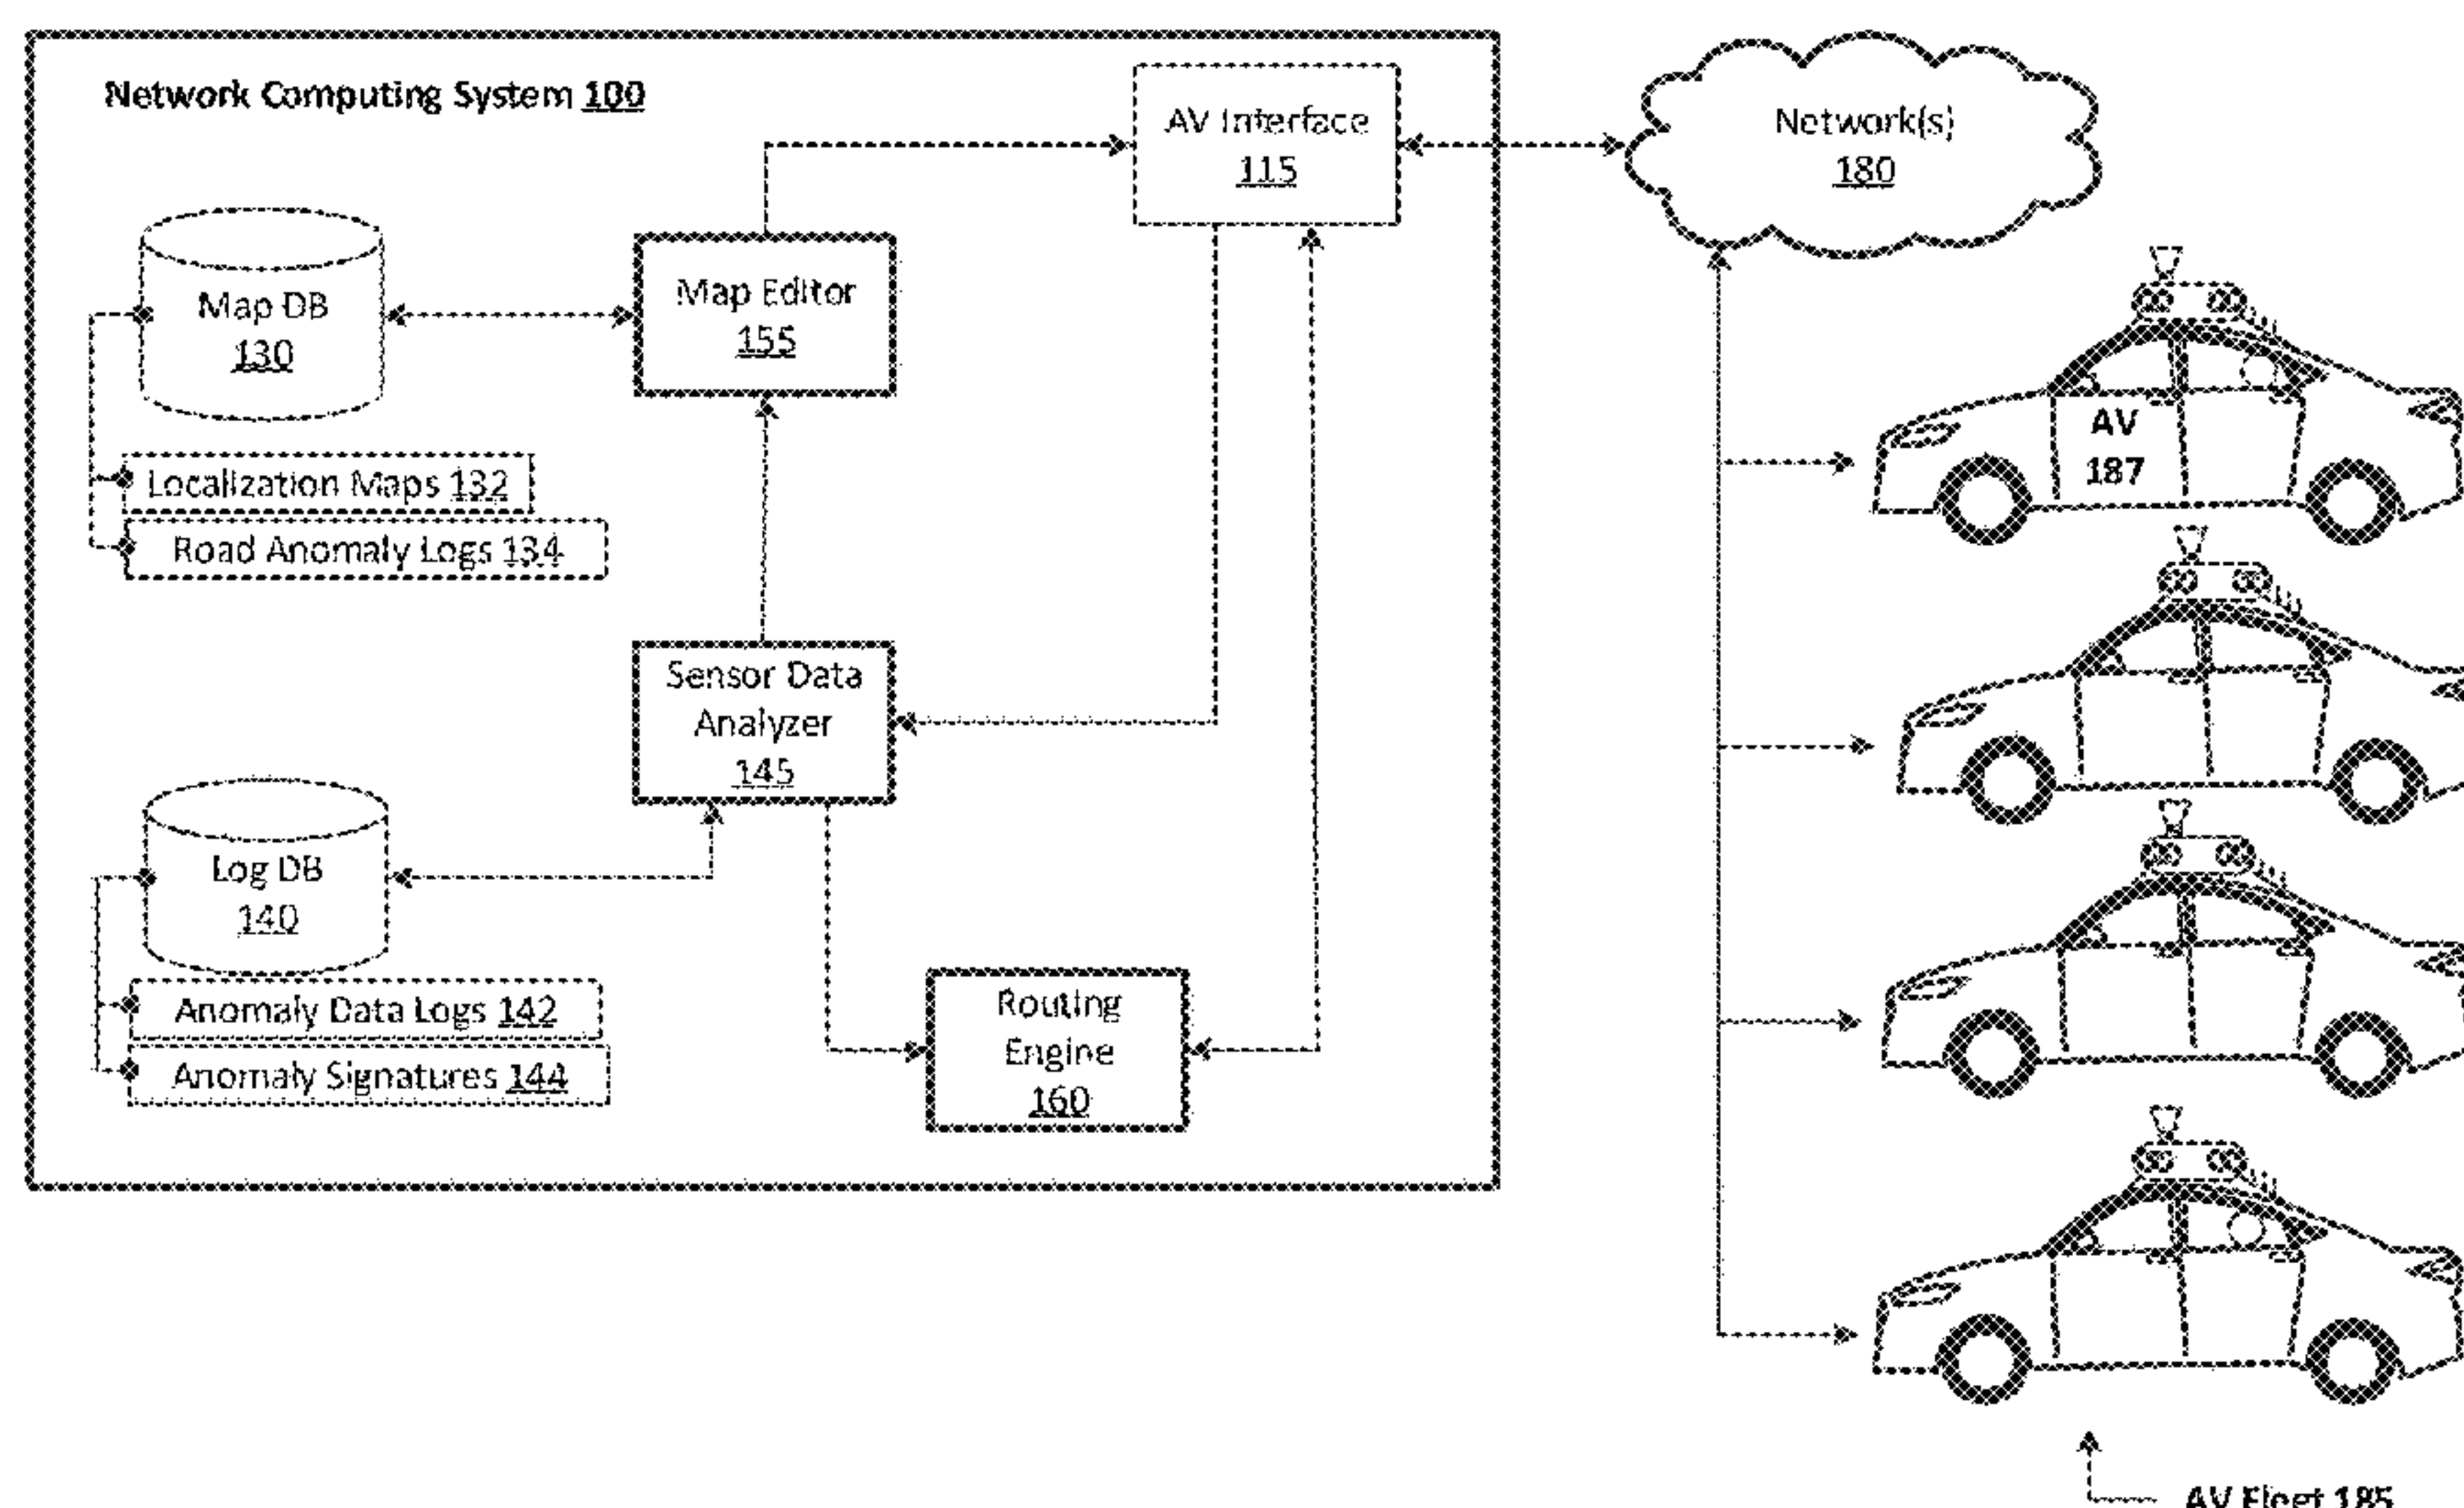 Network Computing System 100
AV Interface
115
Network(s)
180
Map DB
130
Map Editor
155
Localization Maps 132
Road Anomaly Logs 134
AV
187
Sensor Data
Analyzer
145
Log DB
140
Anomaly Data Logs 142
Anomaly Signatures 144
Routing
Engine
160
AV Fleet 185